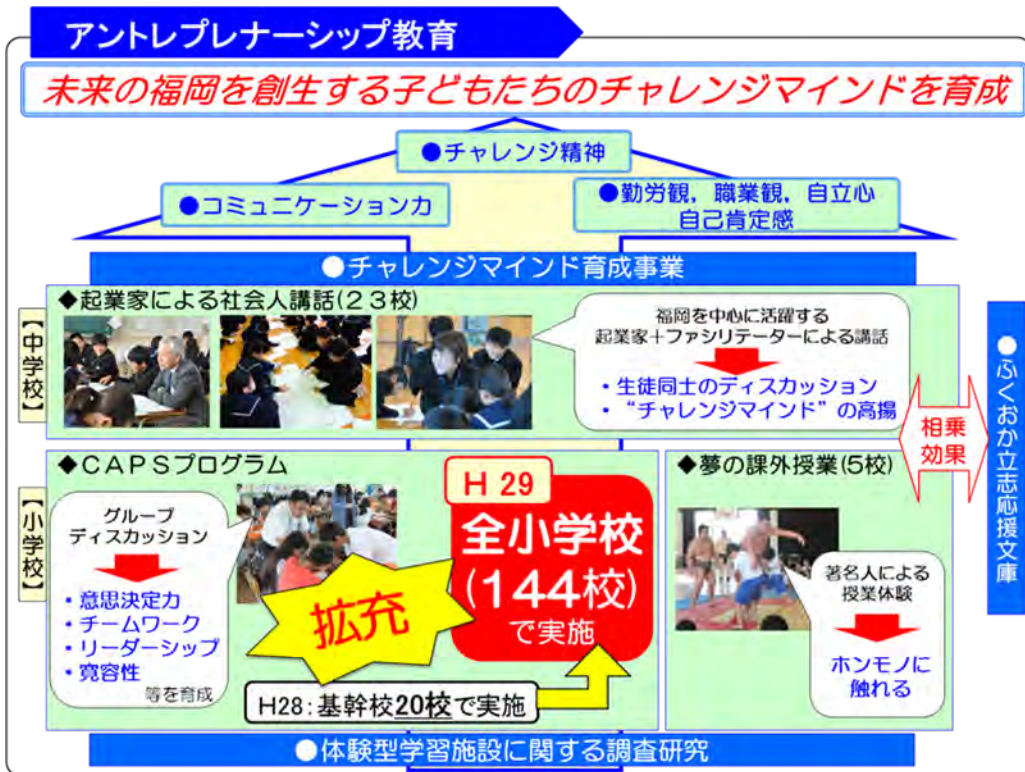 アントレプレナーシップ教育
未来の福岡を創生する子どもたちのチャレンジマインドを育成
●チャレンジ精神
●コミュニケーション力
●勤労観，職業観，自立心
自己肯定感
●チャレンジマインド育成事業
【中学校】
◆起業家による社会人講話(２３校)
福岡を中心に活躍する
起業家＋ファシリテーターによる講話
・生徒同士のディスカッション
・“チャレンジマインド”の高揚
相乗
効果
●ふくおか立志応援文庫
【小学校】
◆ＣＡＰＳプログラム
グループ
ディスカッション
・意思決定力
・チームワーク
・リーダーシップ
・寛容性
等を育成
拡充
H 29
全小学校
(144校)
で実施
H28：基幹校20校で実施
◆夢の課外授業(5校)
著名人による
授業体験
ホンモノに
触れる
●体験型学習施設に関する調査研究